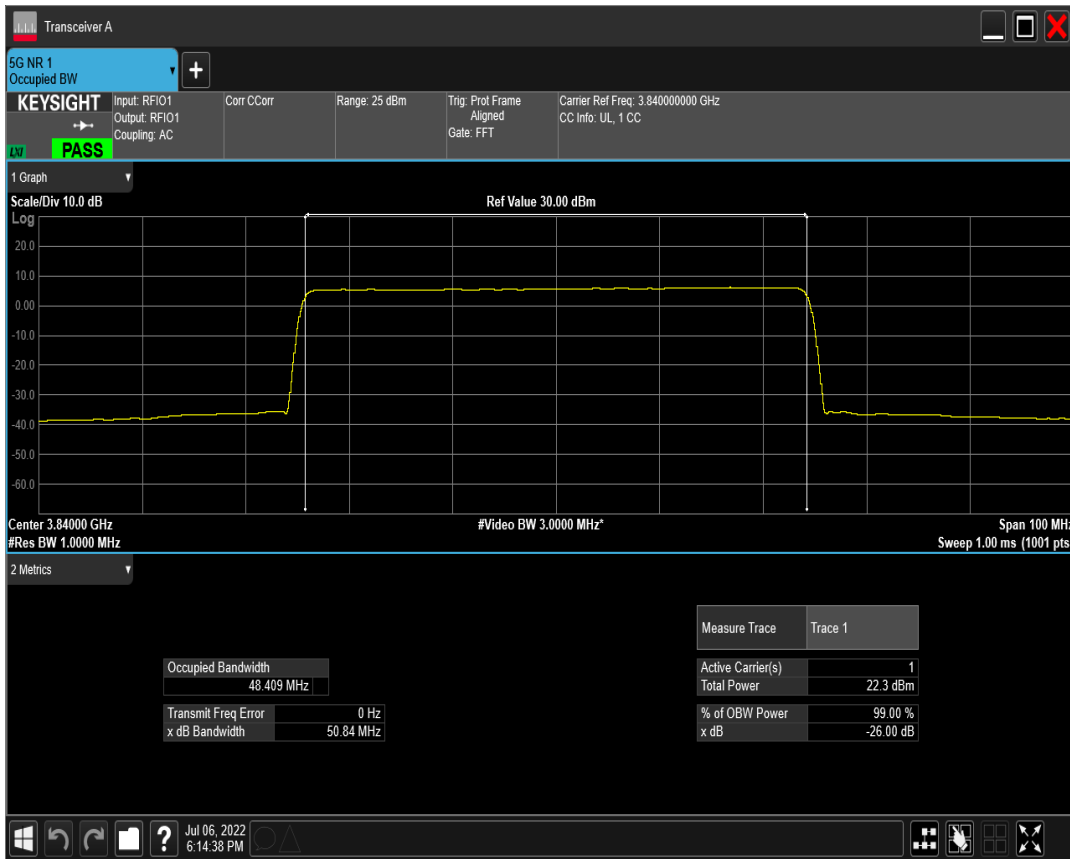 Transceiver A
5G NR 1
Occupied BW
KEYSIGHT
LXI
PASS
Input: RFIO1
Output: RFIO1
Coupling: AC
Corr CCorr
Range: 25 dBm
Trig: Prot Frame
Aligned
Gate: FFT
Carrier Ref Freq: 3.840000000 GHz
CC Info: UL, 1 CC
1 Graph
Scale/Div 10.0 dB
Ref Value 30.00 dBm
Log
20.0
10.0
0.00
-10.0
-20.0
-30.0
-40.0
-50.0
-60.0
Center 3.84000 GHz
#Video BW 3.0000 MHz*
Span 100 MHz
#Res BW 1.0000 MHz
Sweep 1.00 ms (1001 pts
2 Metrics
Measure Trace Trace 1
Occupied Bandwidth
48.409 MHz
Active Carrier(s) 1
Total Power 22.3 dBm
Transmit Freq Error 0 Hz
x dB Bandwidth 50.84 MHz
% of OBW Power 99.00 %
x dB -26.00 dB
?
Jul 06, 2022
6:14:38 PM